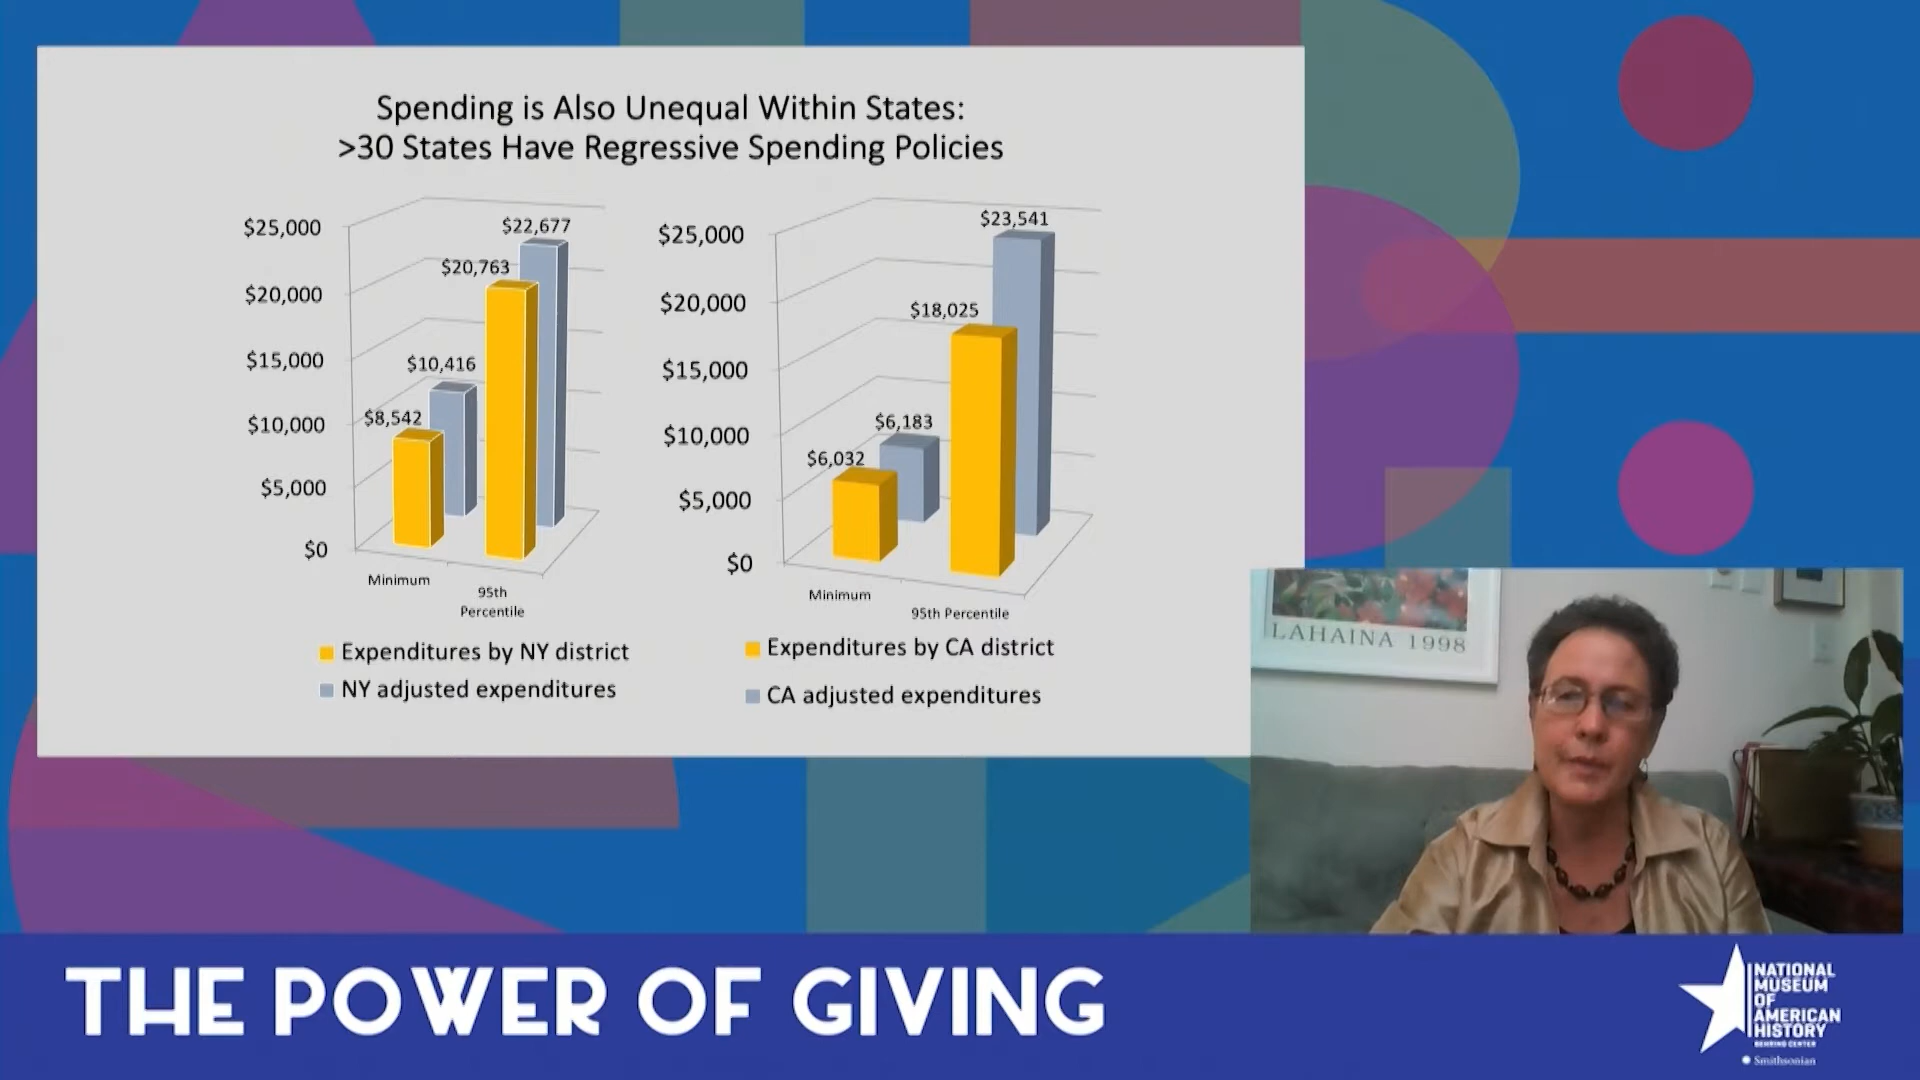 Spending is Also Unequal Within States:
>30 States Have Regressive Spending Policies
$25,000
$20,000
$15,000
$10,000
$5,000
$0
$22,677
$20,763
$10,416
$8,542
Minimum
95th
Percentile
Expenditures by NY district
NY adjusted expenditures
$25,000
$20,000
$15,000
$10,000
$5,000
$0
$23,541
$18,025
$6,183
$6,032
Minimum
95th Percentile
Expenditures by CA district
CA adjusted expenditures
LAHAINA 1998
THE POWER OF GIVING
NATIONAL
MUSEUM
OF
AMERICAN
HISTORY
BEHRING CENTER
Smithsonian